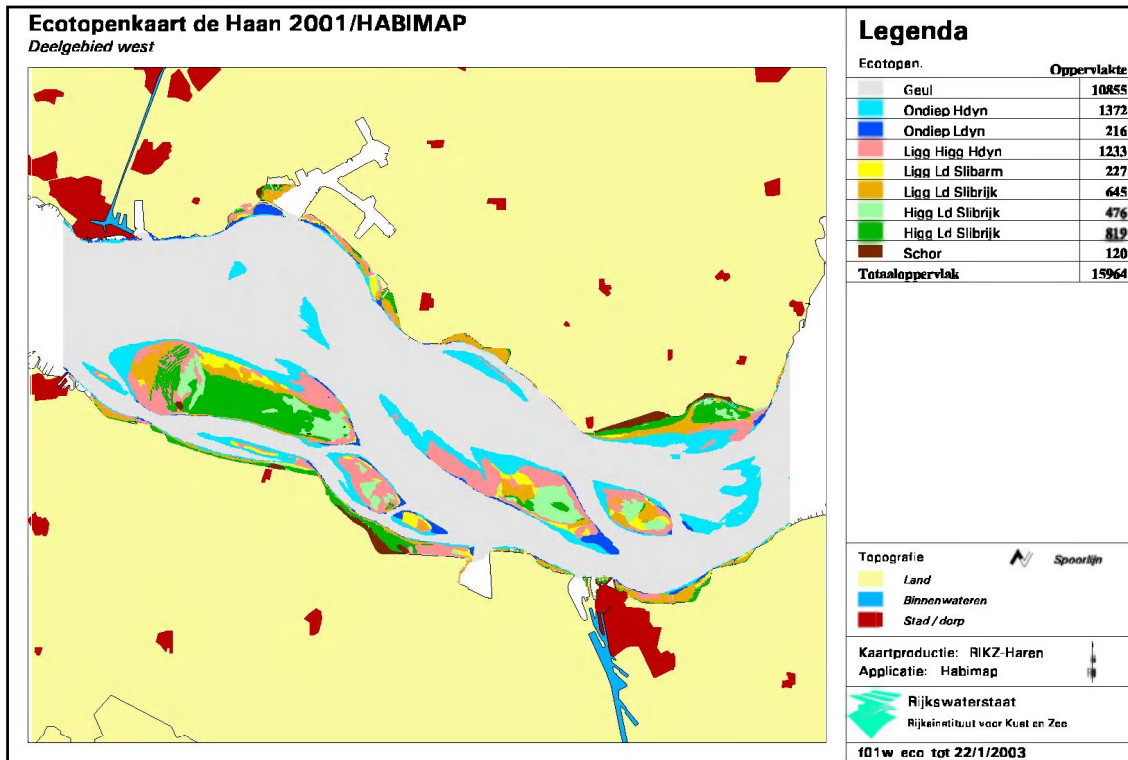 Ecotopenkaart de Haan 2001/HABIMAP
Deelgebied west
Legenda
Ecotopen. Oppervlakte
Geul 10855
Ondiep Hdyn 1372
Ondiep Ldyn 216
Ligg Higg Hdyn 1233
Ligg Ld Slibarm 227
Ligg Ld Slibrijk 645
Higg Ld Slibrijk 476
Higg Ld Slibrijk 819
Schor 120
Totaaloppervlak 15964
Topografie Spoorlijn
Land
Binnenwateren
Stad / dorp
Kaartproductie: RIKZ-Haren
Applicatie: Habimap
Rijkswaterstaat
Rijksinstituut voor Kust en Zee
f01w_eco_tot 22/1/2003